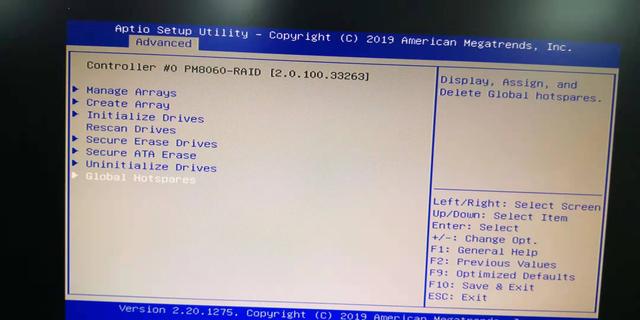 Aptio Setup Utility - Copyright (C) 2019 American Megatrends, Inc.
Advanced
Controller #0 PM8060-RAID [2.0.100.33263]
Manage Arrays
Create Array
Initialize Drives
Rescan Drives
Secure Erase Drives
Secure ATA Erase
Uninitialize Drives
Global Hotspares
Display, Assign, and
Delete Global hotspares.
Left/Right: Select Screen
Up/Down: Select Item
Enter: Select
+/-: Change Opt.
F1: General Help
F2: Previous Values
F9: Optimized Defaults
F10: Save & Exit
ESC: Exit
Version 2.20.1275. Copyright (C) 2019 American Megatrends